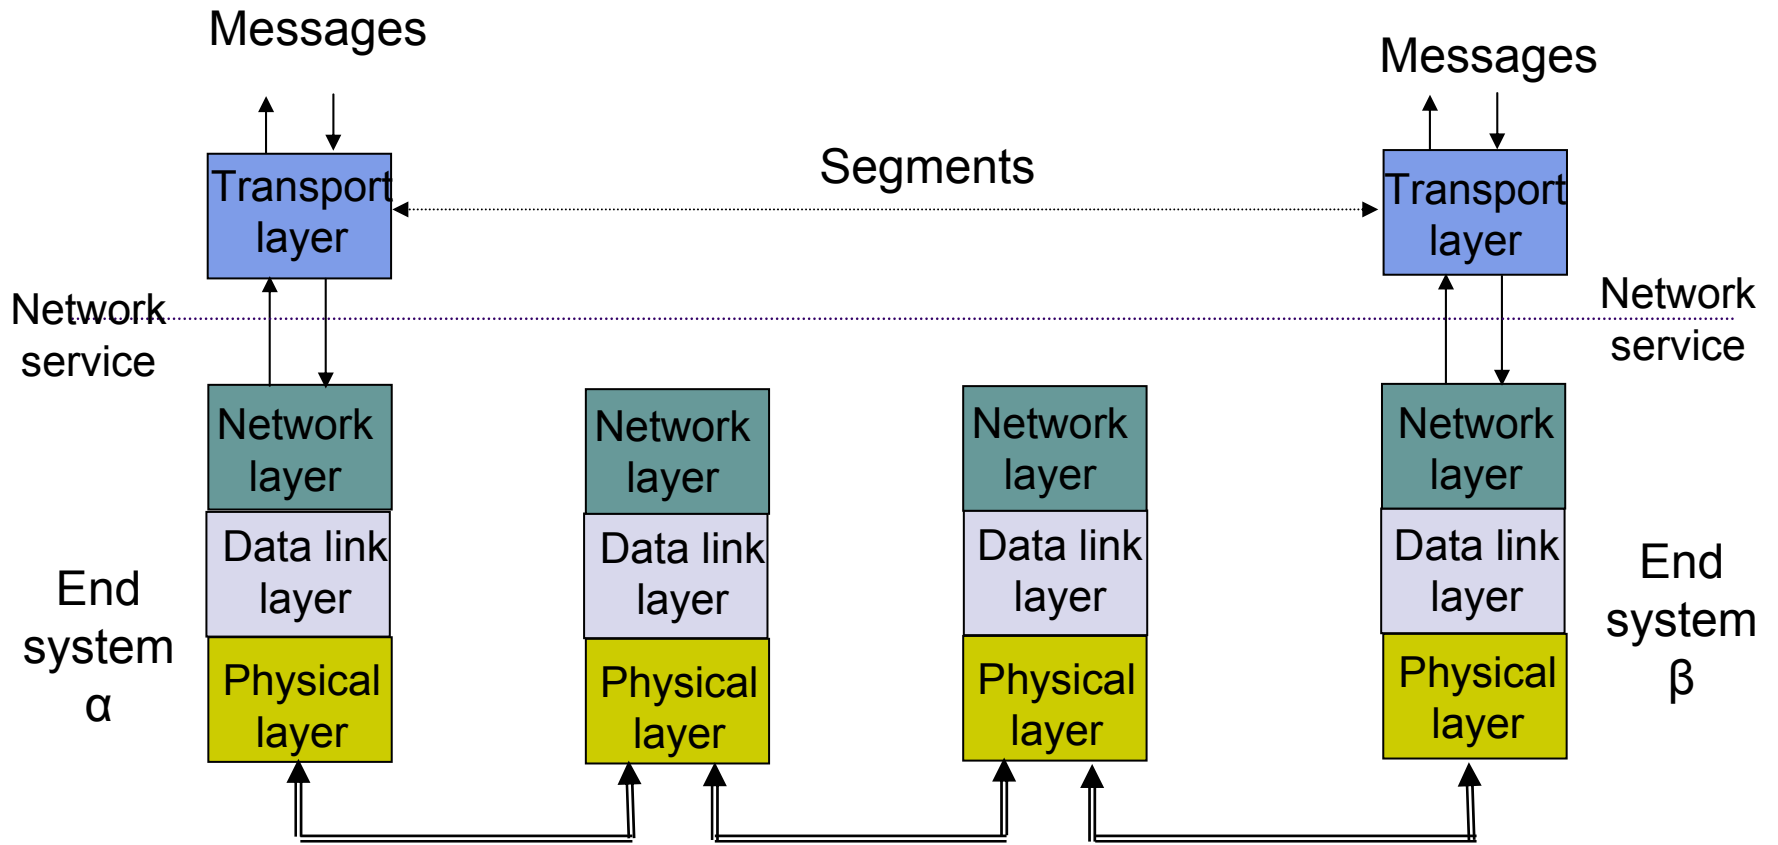 Messages
Messages
Segments
Transport
layer
Transport
layer
Network
service
Network
service
Network
layer
Network
layer
Network
layer
Network
layer
Data link
layer
Data link
layer
Data link
layer
Data link
layer
End
system
α
End
system
β
Physical
layer
Physical
layer
Physical
layer
Physical
layer